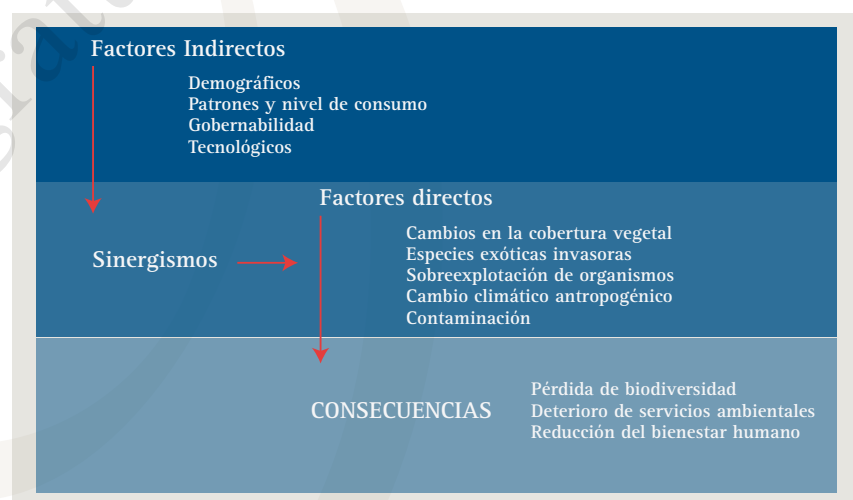 Factores Indirectos
Demográficos
Patrones y nivel de consumo
Gobernabilidad
Tecnológicos
Factores directos
Cambios en la cobertura vegetal
Especies exóticas invasoras
Sobreexplotación de organismos
Cambio climático antropogénico
Contaminación
Sinergismos
CONSECUENCIAS
Pérdida de biodiversidad
Deterioro de servicios ambientales
Reducción del bienestar humano